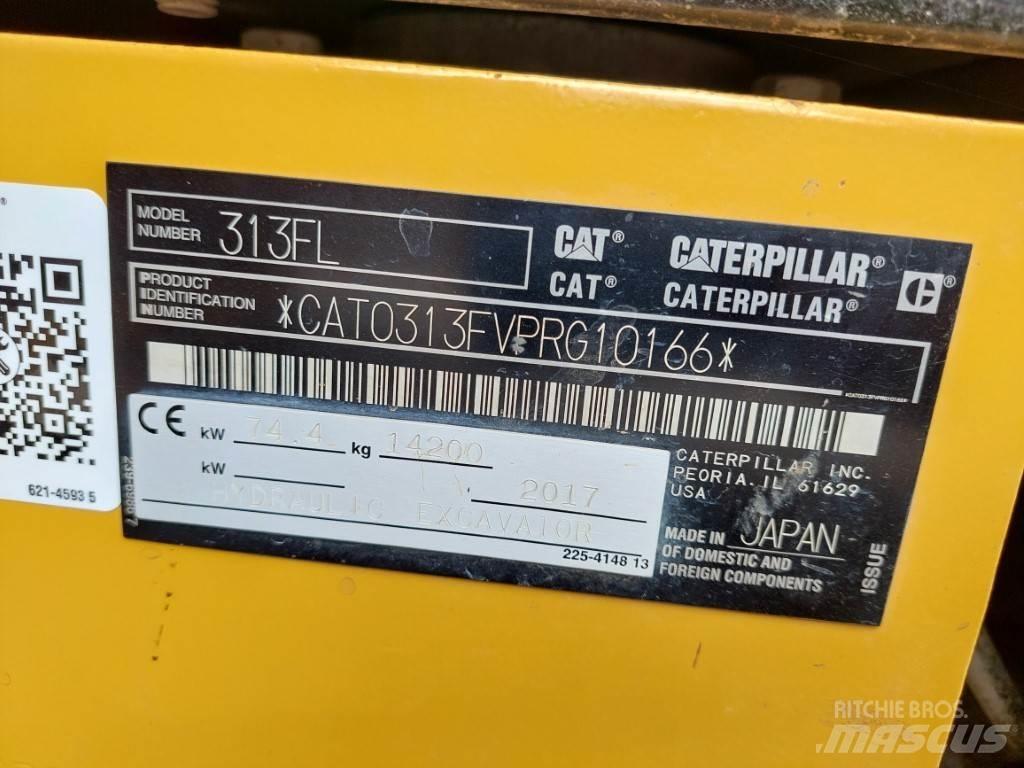 MODEL NUMBER 313FL
CAT® CATERPILLAR®
CAT® CATERPILLAR®
PRODUCT IDENTIFICATION NUMBER *CAT0313FVPRG10166*
CE kW 74.4 kg 14200
kW 2017
HYDRAULIC EXCAVATOR
225-4148 13
CATERPILLAR INC.
PEORIA, IL 61629
USA
MADE IN JAPAN
OF DOMESTIC AND
FOREIGN COMPONENTS
ISSUE
621-4593 5
RITCHIE BROS.
MASCUS